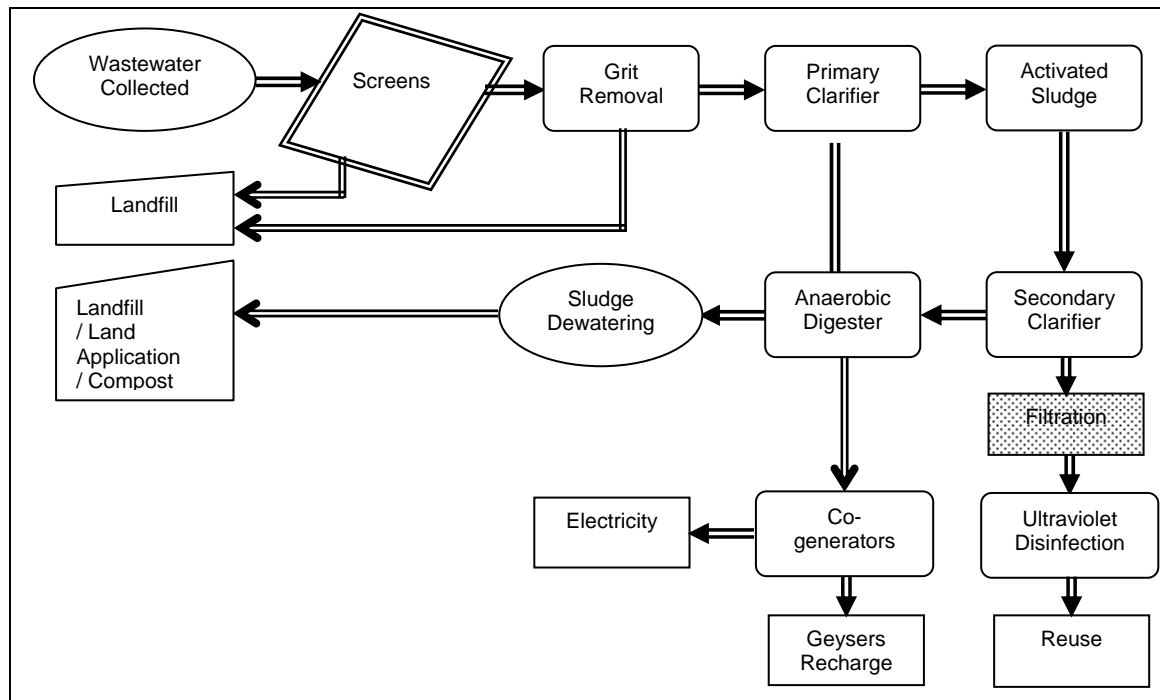 Wastewater
Collected
Screens
Grit
Removal
Primary
Clarifier
Activated
Sludge
Landfill
Landfill
/ Land
Application
/ Compost
Sludge
Dewatering
Anaerobic
Digester
Secondary
Clarifier
Filtration
Electricity
Co-
generators
Ultraviolet
Disinfection
Geysers
Recharge
Reuse